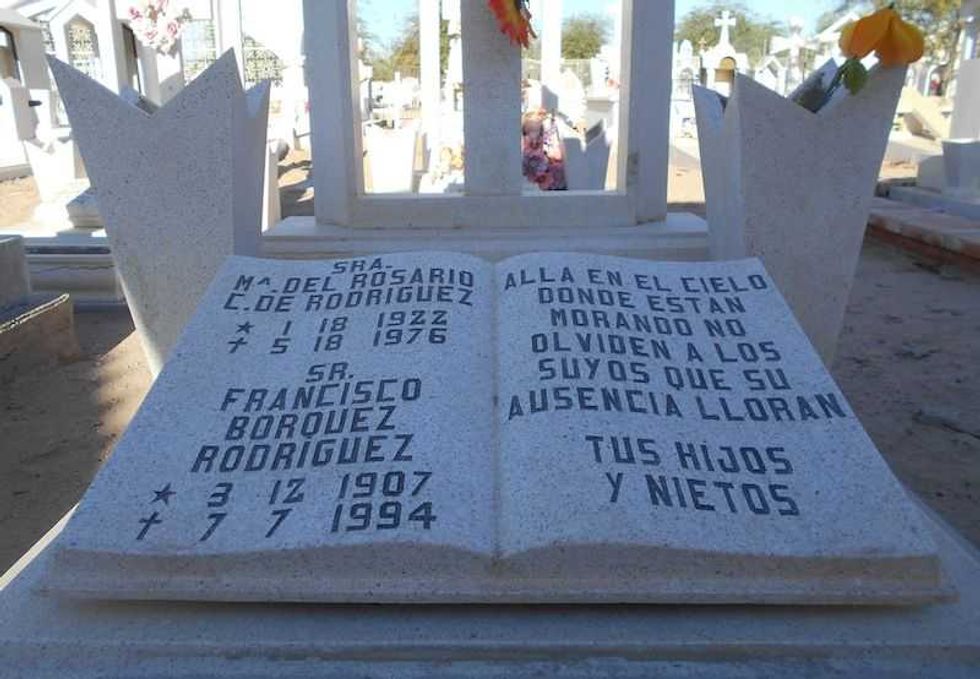 SRA.
Mª. DEL ROSARIO
C. DE RODRIGUEZ
★ 1 18 1922
✝ 5 18 1976
SR.
FRANCISCO
BORQUEZ
RODRIGUEZ
★ 3 12 1907
✝ 7 7 1994
ALLA EN EL CIELO
DONDE ESTAN
MORANDO NO
OLVIDEN A LOS
SUYOS QUE SU
AUSENCIA LLORAN
TUS HIJOS
Y NIETOS